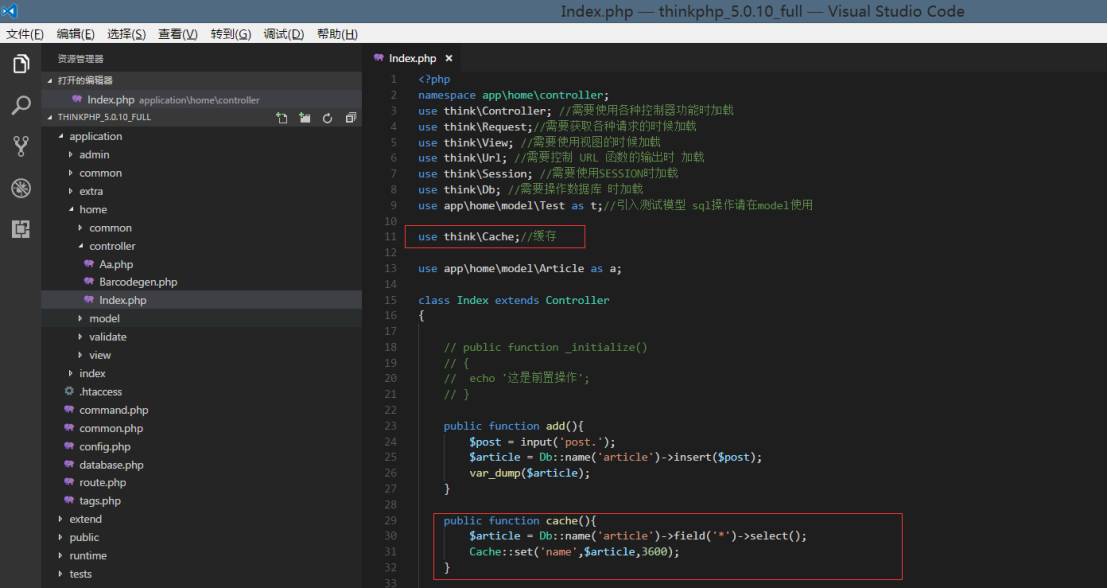 Index.php — thinkphp_5.0.10_full — Visual Studio Code
文件(F) 编辑(E) 选择(S) 查看(V) 转到(G) 调试(D) 帮助(H)
资源管理器
打开的编辑器
Index.php application\home\controller
THINKPHP_5.0.10_FULL
application
admin
common
extra
home
common
controller
Aa.php
Barcodegen.php
Index.php
model
validate
view
index
.htaccess
command.php
common.php
config.php
database.php
route.php
tags.php
extend
public
runtime
tests
Index.php ×
1 <?php
2 namespace app\home\controller;
3 use think\Controller; //需要使用各种控制器功能时加载
4 use think\Request;//需要获取各种请求的时候加载
5 use think\View; //需要使用视图的时候加载
6 use think\Url; //需要控制 URL 函数的输出时 加载
7 use think\Session; //需要使用SESSION时加载
8 use think\Db; //需要操作数据库 时加载
9 use app\home\model\Test as t;//引入测试模型 sql操作请在model使用
10
11 use think\Cache;//缓存
12
13 use app\home\model\Article as a;
14
15 class Index extends Controller
16 {
17
18 // public function _initialize()
19 // {
20 // echo '这是前置操作';
21 // }
22
23 public function add(){
24 $post = input('post.');
25 $article = Db::name('article')->insert($post);
26 var_dump($article);
27 }
28
29 public function cache(){
30 $article = Db::name('article')->field('*')->select();
31 Cache::set('name',$article,3600);
32 }
33